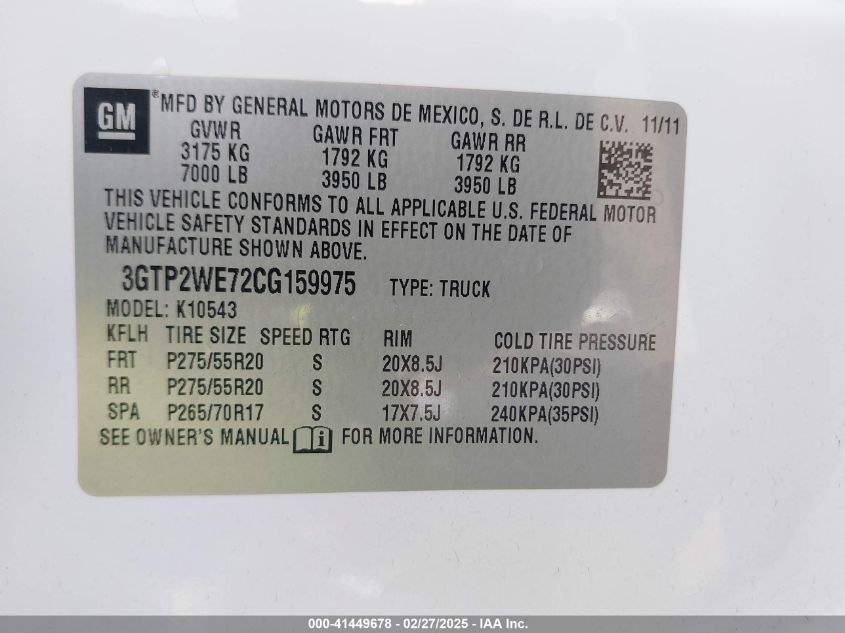 GM
® MFD BY GENERAL MOTORS DE MEXICO, S. DE R.L. DE C.V. 11/11
GVWR GAWR FRT GAWR RR
3175 KG 1792 KG 1792 KG
7000 LB 3950 LB 3950 LB
THIS VEHICLE CONFORMS TO ALL APPLICABLE U.S. FEDERAL MOTOR
VEHICLE SAFETY STANDARDS IN EFFECT ON THE DATE OF
MANUFACTURE SHOWN ABOVE.
3GTP2WE72CG159975 TYPE: TRUCK
MODEL: K10543
KFLH TIRE SIZE SPEED RTG RIM COLD TIRE PRESSURE
FRT P275/55R20 S 20X8.5J 210KPA(30PSI)
RR P275/55R20 S 20X8.5J 210KPA(30PSI)
SPA P265/70R17 S 17X7.5J 240KPA(35PSI)
SEE OWNER'S MANUAL i FOR MORE INFORMATION.
000-41449678 - 02/27/2025 - IAA Inc.